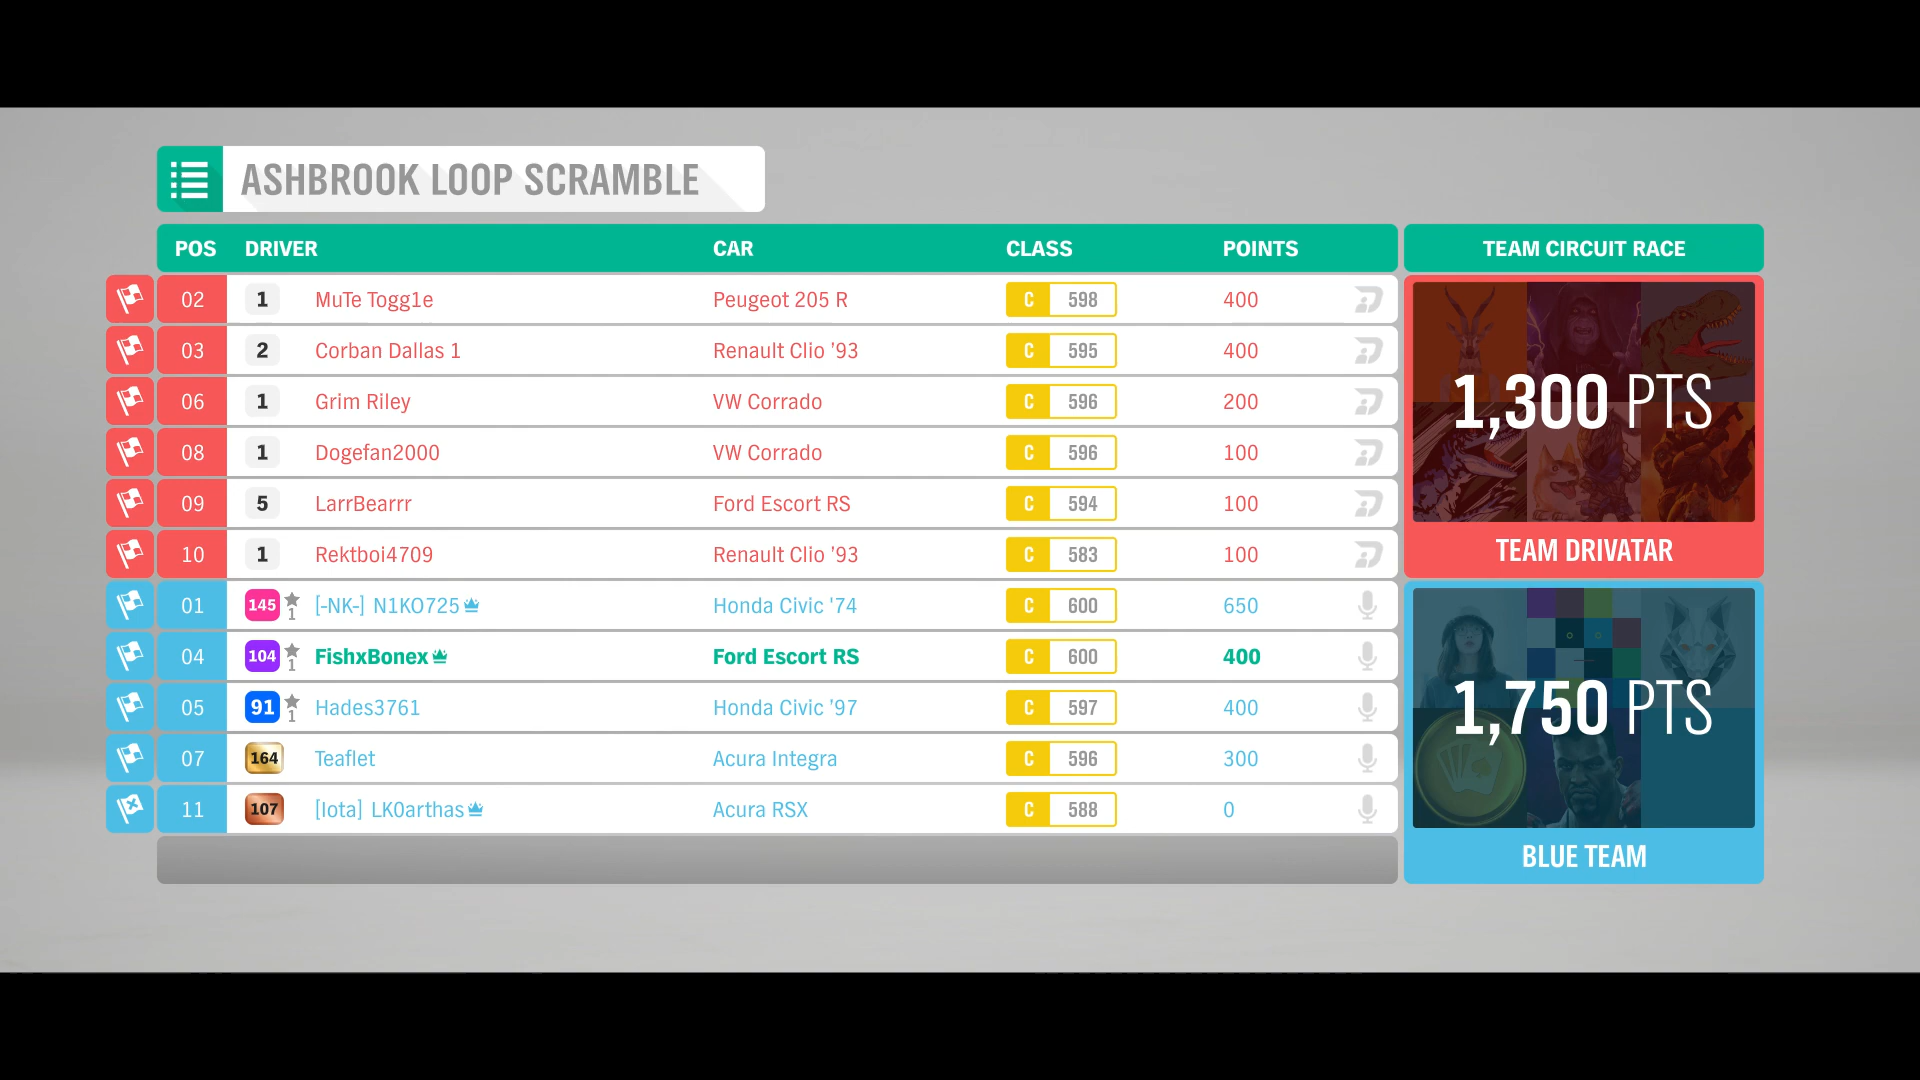 ASHBROOK LOOP SCRAMBLE
POS DRIVER CAR CLASS POINTS TEAM CIRCUIT RACE
02 1 MuTe Togg1e Peugeot 205 R C 598 400
03 2 Corban Dallas 1 Renault Clio ’93 C 595 400
06 1 Grim Riley VW Corrado C 596 200
08 1 Dogefan2000 VW Corrado C 596 100
09 5 LarrBearrr Ford Escort RS C 594 100
10 1 Rektboi4709 Renault Clio ’93 C 583 100
1,300 PTS
TEAM DRIVATAR
01 145 1 [-NK-] N1KO725 Honda Civic '74 C 600 650
04 104 1 FishxBonex Ford Escort RS C 600 400
05 91 1 Hades3761 Honda Civic ’97 C 597 400
07 164 Teaflet Acura Integra C 596 300
11 107 [Iota] LK0arthas Acura RSX C 588 0
1,750 PTS
BLUE TEAM